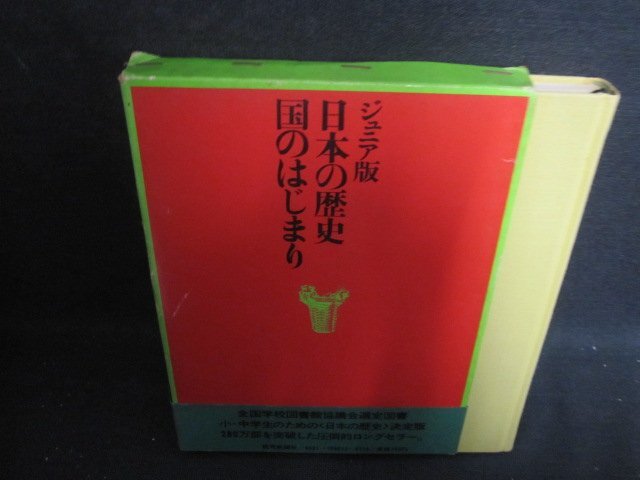 ジュニア版
日本の歴史
国のはじまり
全国学校図書館協議会選定図書
小・中学生のための〈日本の歴史〉決定版
280万部を突破した圧倒的ロングセラー。